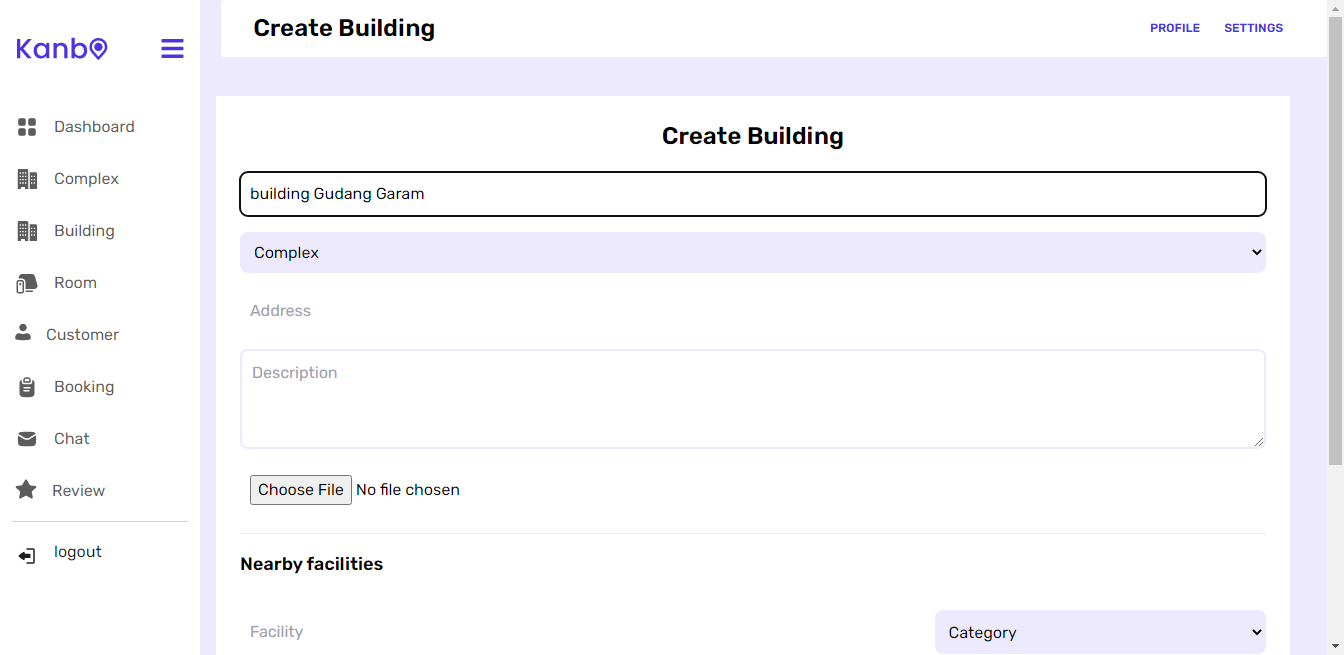 Kanbo
Create Building
PROFILE SETTINGS
Dashboard
Complex
Building
Room
Customer
Booking
Chat
Review
logout
Create Building
building Gudang Garam
Complex
Address
Description
Choose File No file chosen
Nearby facilities
Facility Category